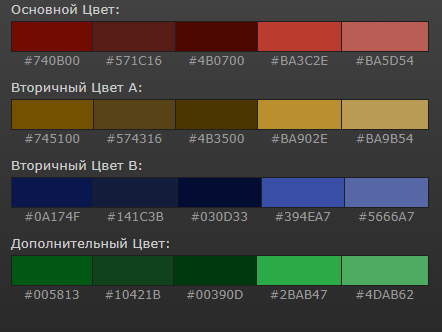 Основной Цвет:
#740B00 #571C16 #4B0700 #BA3C2E #BA5D54
Вторичный Цвет A:
#745100 #574316 #4B3500 #BA902E #BA9B54
Вторичный Цвет B:
#0A174F #141C3B #030D33 #394EA7 #5666A7
Дополнительный Цвет:
#005813 #10421B #00390D #2BAB47 #4DAB62